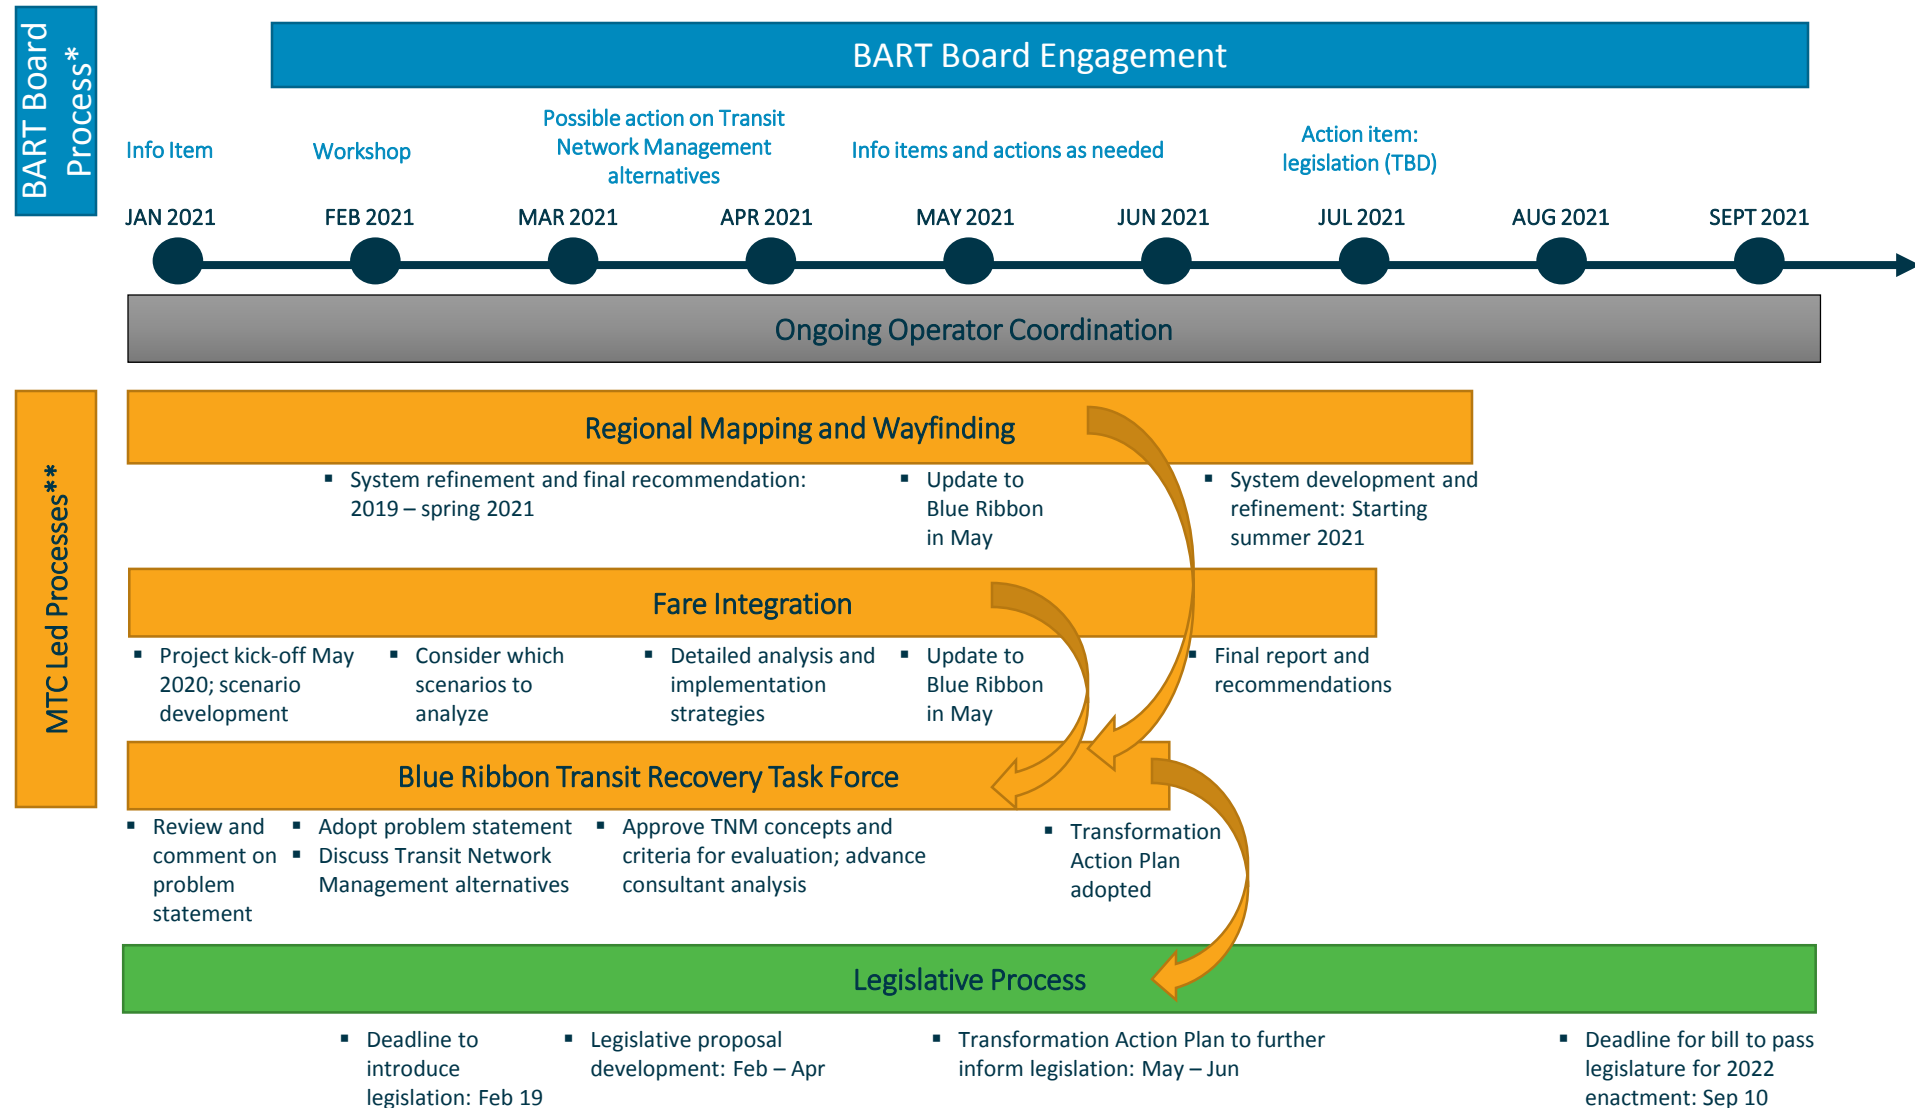 BART Board
Process*
BART Board Engagement
Info Item
Workshop
Possible action on Transit
Network Management
alternatives
Info items and actions as needed
Action item:
legislation (TBD)
JAN 2021
FEB 2021
MAR 2021
APR 2021
MAY 2021
JUN 2021
JUL 2021
AUG 2021
SEPT 2021
Ongoing Operator Coordination
MTC Led Processes**
Regional Mapping and Wayfinding
▪ System refinement and final recommendation:
2019 – spring 2021
▪ Update to
Blue Ribbon
in May
▪ System development and
refinement: Starting
summer 2021
Fare Integration
▪ Project kick-off May
2020; scenario
development
▪ Consider which
scenarios to
analyze
▪ Detailed analysis and
implementation
strategies
▪ Update to
Blue Ribbon
in May
▪ Final report and
recommendations
Blue Ribbon Transit Recovery Task Force
▪ Review and
comment on
problem
statement
▪ Adopt problem statement
▪ Discuss Transit Network
Management alternatives
▪ Approve TNM concepts and
criteria for evaluation; advance
consultant analysis
▪ Transformation
Action Plan
adopted
Legislative Process
▪ Deadline to
introduce
legislation: Feb 19
▪ Legislative proposal
development: Feb – Apr
▪ Transformation Action Plan to further
inform legislation: May – Jun
▪ Deadline for bill to pass
legislature for 2022
enactment: Sep 10